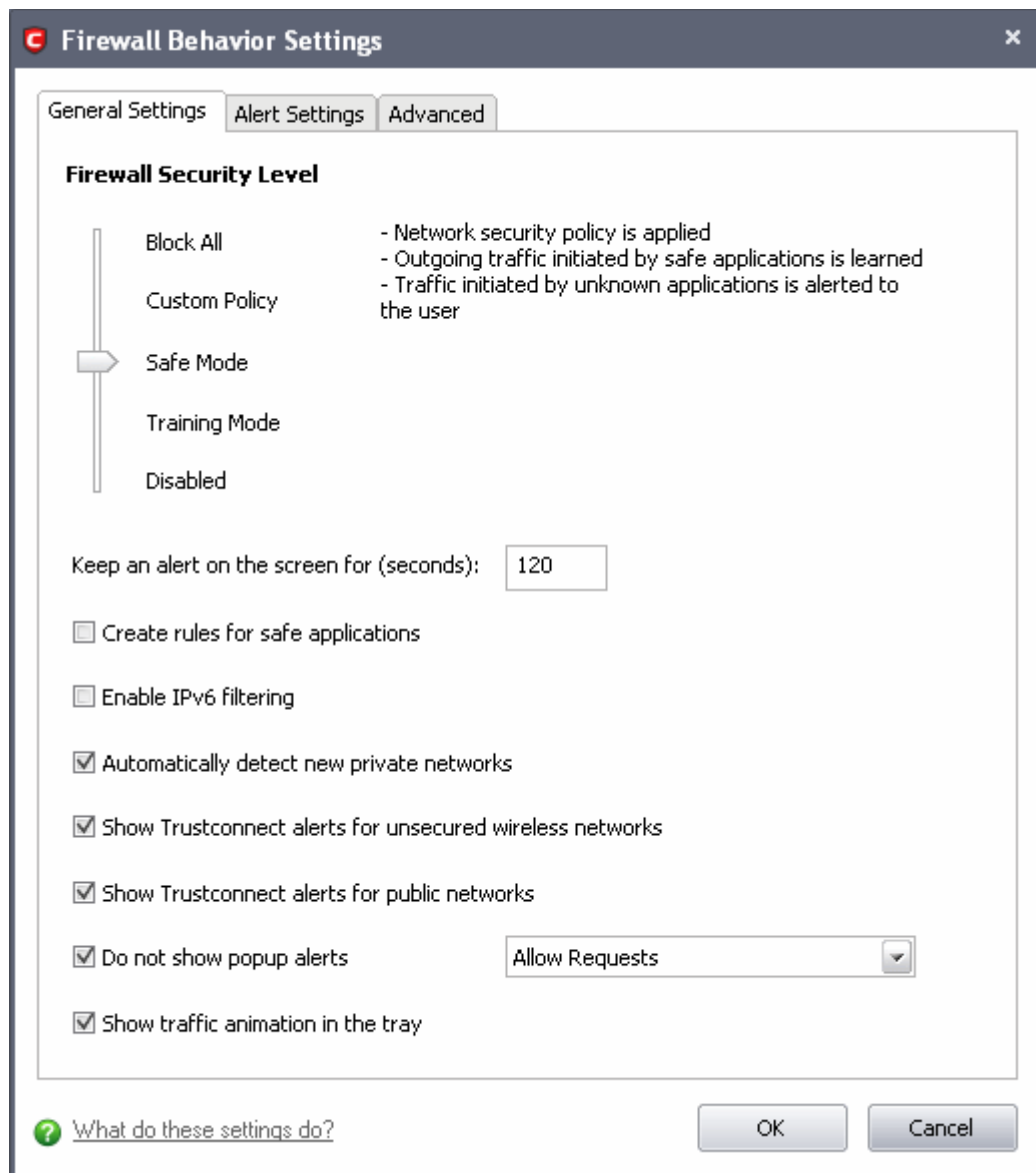 Firewall Behavior Settings
General Settings
Alert Settings
Advanced
Firewall Security Level
Block All
Custom Policy
Safe Mode
Training Mode
Disabled
- Network security policy is applied
- Outgoing traffic initiated by safe applications is learned
- Traffic initiated by unknown applications is alerted to
the user
Keep an alert on the screen for (seconds): 120
Create rules for safe applications
Enable IPv6 filtering
Automatically detect new private networks
Show Trustconnect alerts for unsecured wireless networks
Show Trustconnect alerts for public networks
Do not show popup alerts
Allow Requests
Show traffic animation in the tray
What do these settings do?
OK
Cancel